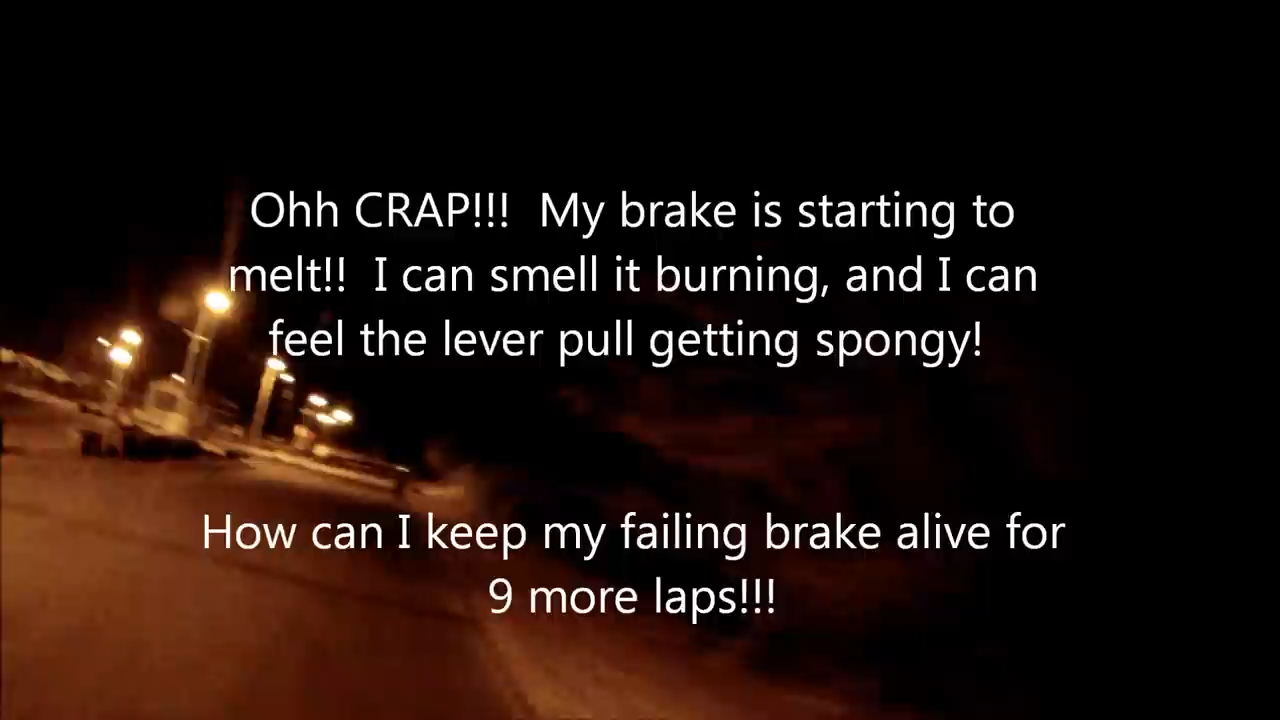 Ohh CRAP!!!  My brake is starting to
melt!!  I can smell it burning, and I can
feel the lever pull getting spongy!
How can I keep my failing brake alive for
9 more laps!!!